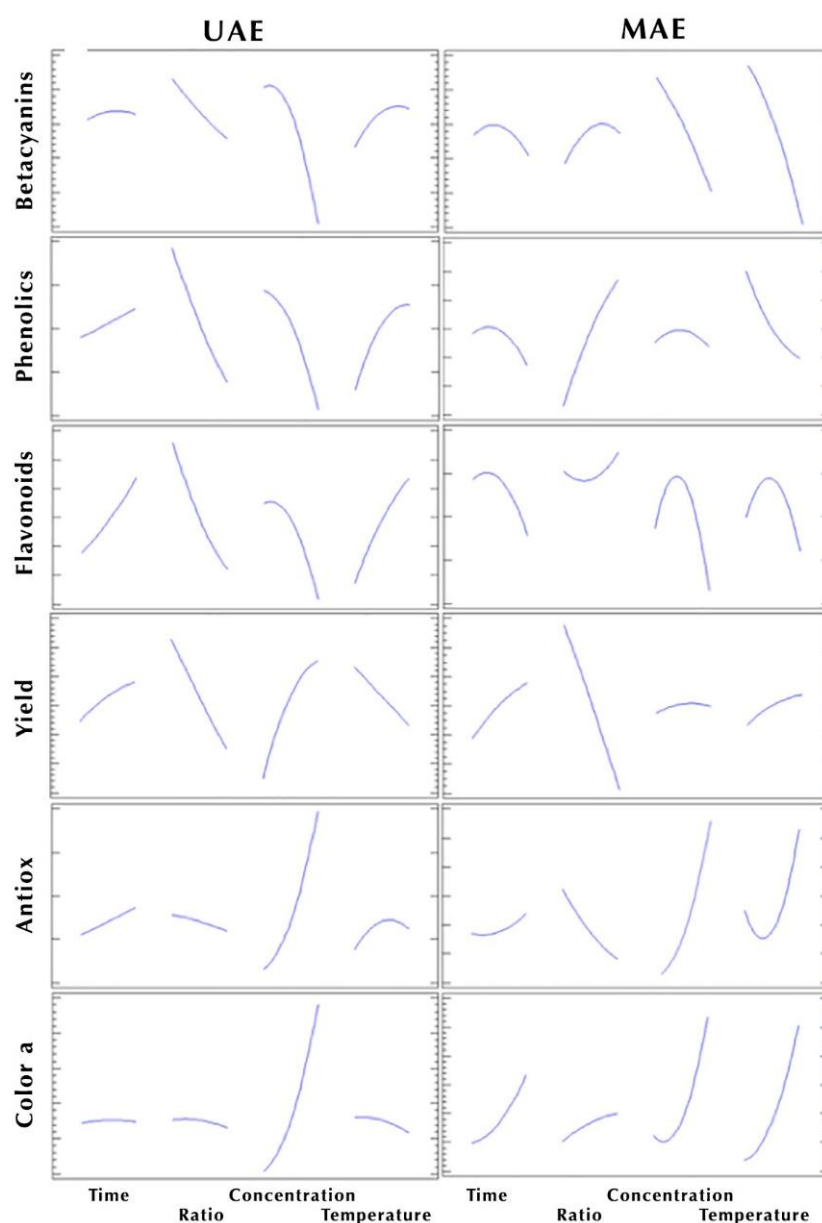 UAE MAE
Betacyanins
Phenolics
Flavonoids
Yield
Antiox
Color a
Time Concentration Time Concentration
Ratio Temperature Ratio Temperature